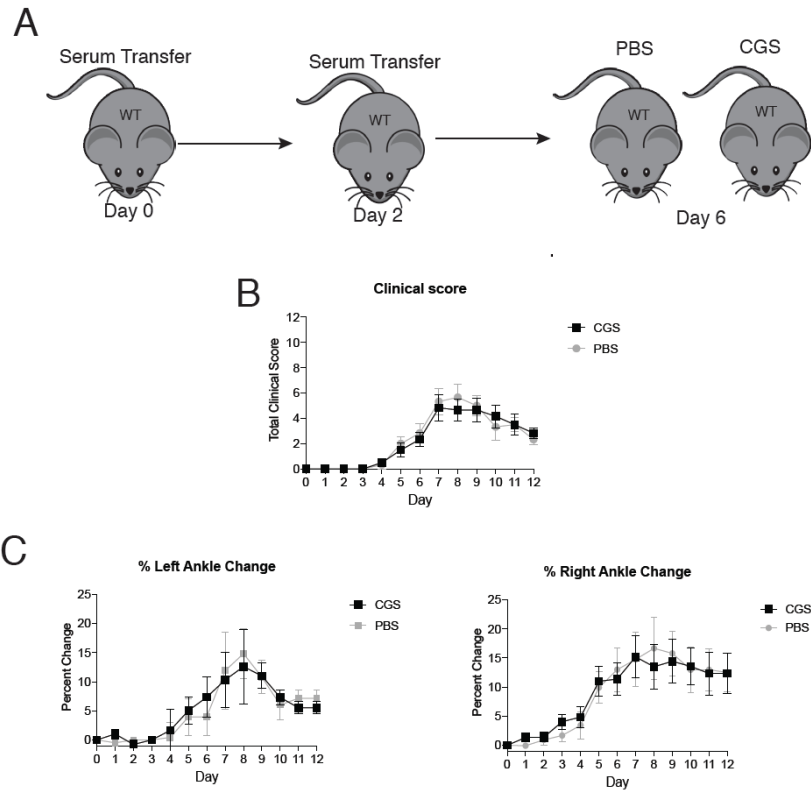 A
Serum Transfer
Serum Transfer
PBS
CGS
WT
WT
WT
WT
Day 0
Day 2
Day 6
B
Clinical score
12
10
8
6
4
2
0
Total Clinical Score
0 1 2 3 4 5 6 7 8 9 10 11 12
Day
CGS
PBS
C
% Left Ankle Change
25
20
15
10
5
0
Percent Change
0 1 2 3 4 5 6 7 8 9 10 11 12
Day
CGS
PBS
% Right Ankle Change
25
20
15
10
5
0
Percent Change
0 1 2 3 4 5 6 7 8 9 10 11 12
Day
CGS
PBS